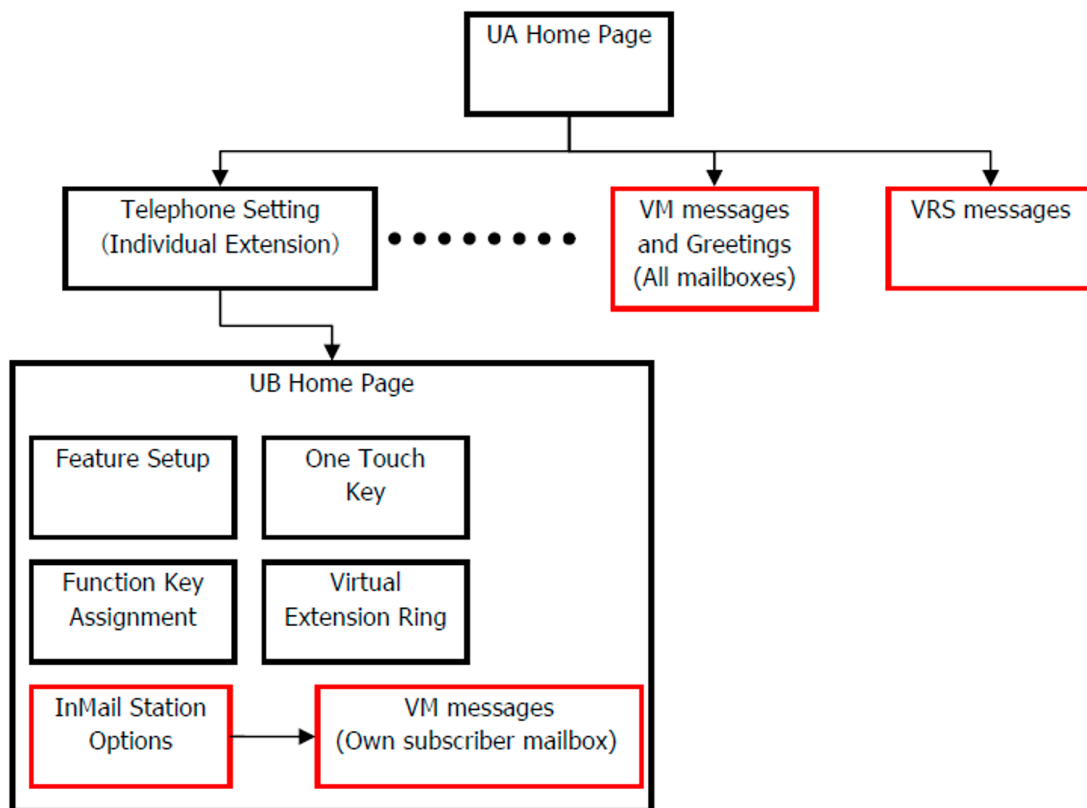 UA Home Page
Telephone Setting
(Individual Extension)
VM messages
and Greetings
(All mailboxes)
VRS messages
UB Home Page
Feature Setup
One Touch
Key
Function Key
Assignment
Virtual
Extension Ring
InMail Station
Options
VM messages
(Own subscriber mailbox)